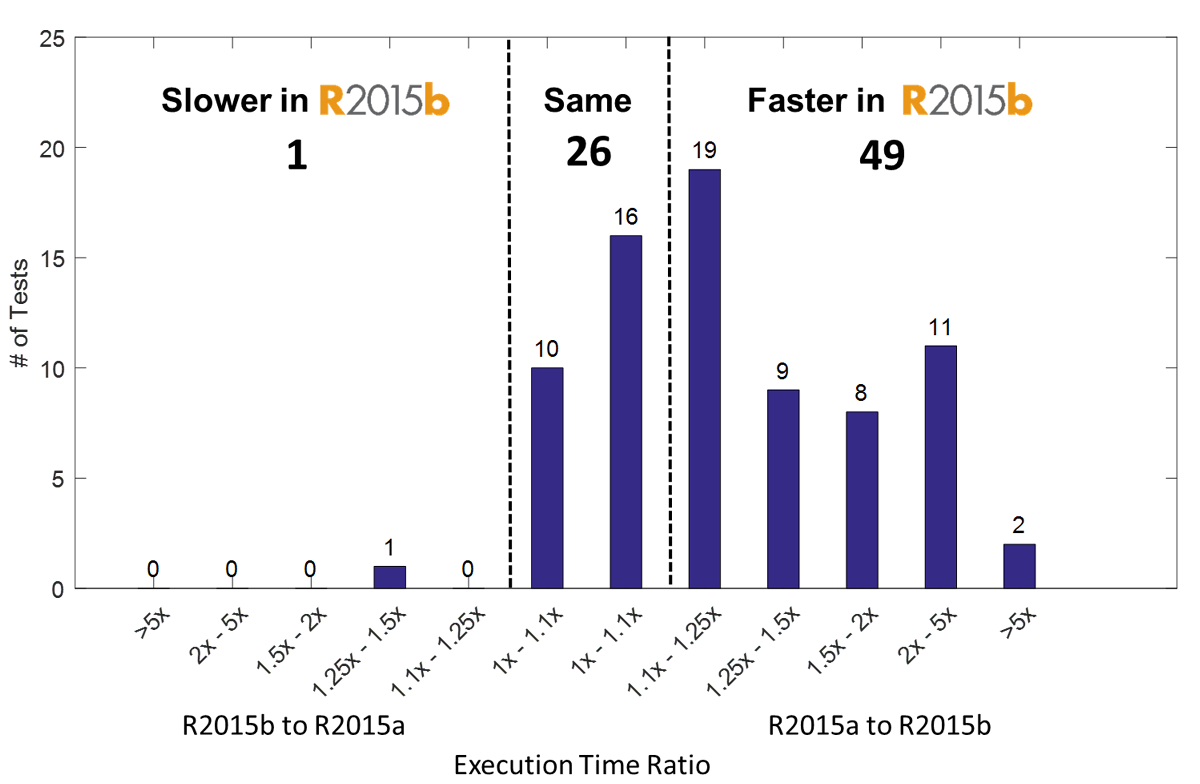 25
Slower in R2015b
Same
Faster in R2015b
1
26
49
20
19
16
15
# of Tests
10
11
10
9
8
5
2
1
0
0
0
0
0
>5x
2x - 5x
1.5x - 2x
1.25x - 1.5x
1.1x - 1.25x
1x - 1.1x
1x - 1.1x
1.1x - 1.25x
1.25x - 1.5x
1.5x - 2x
2x - 5x
>5x
R2015b to R2015a
R2015a to R2015b
Execution Time Ratio